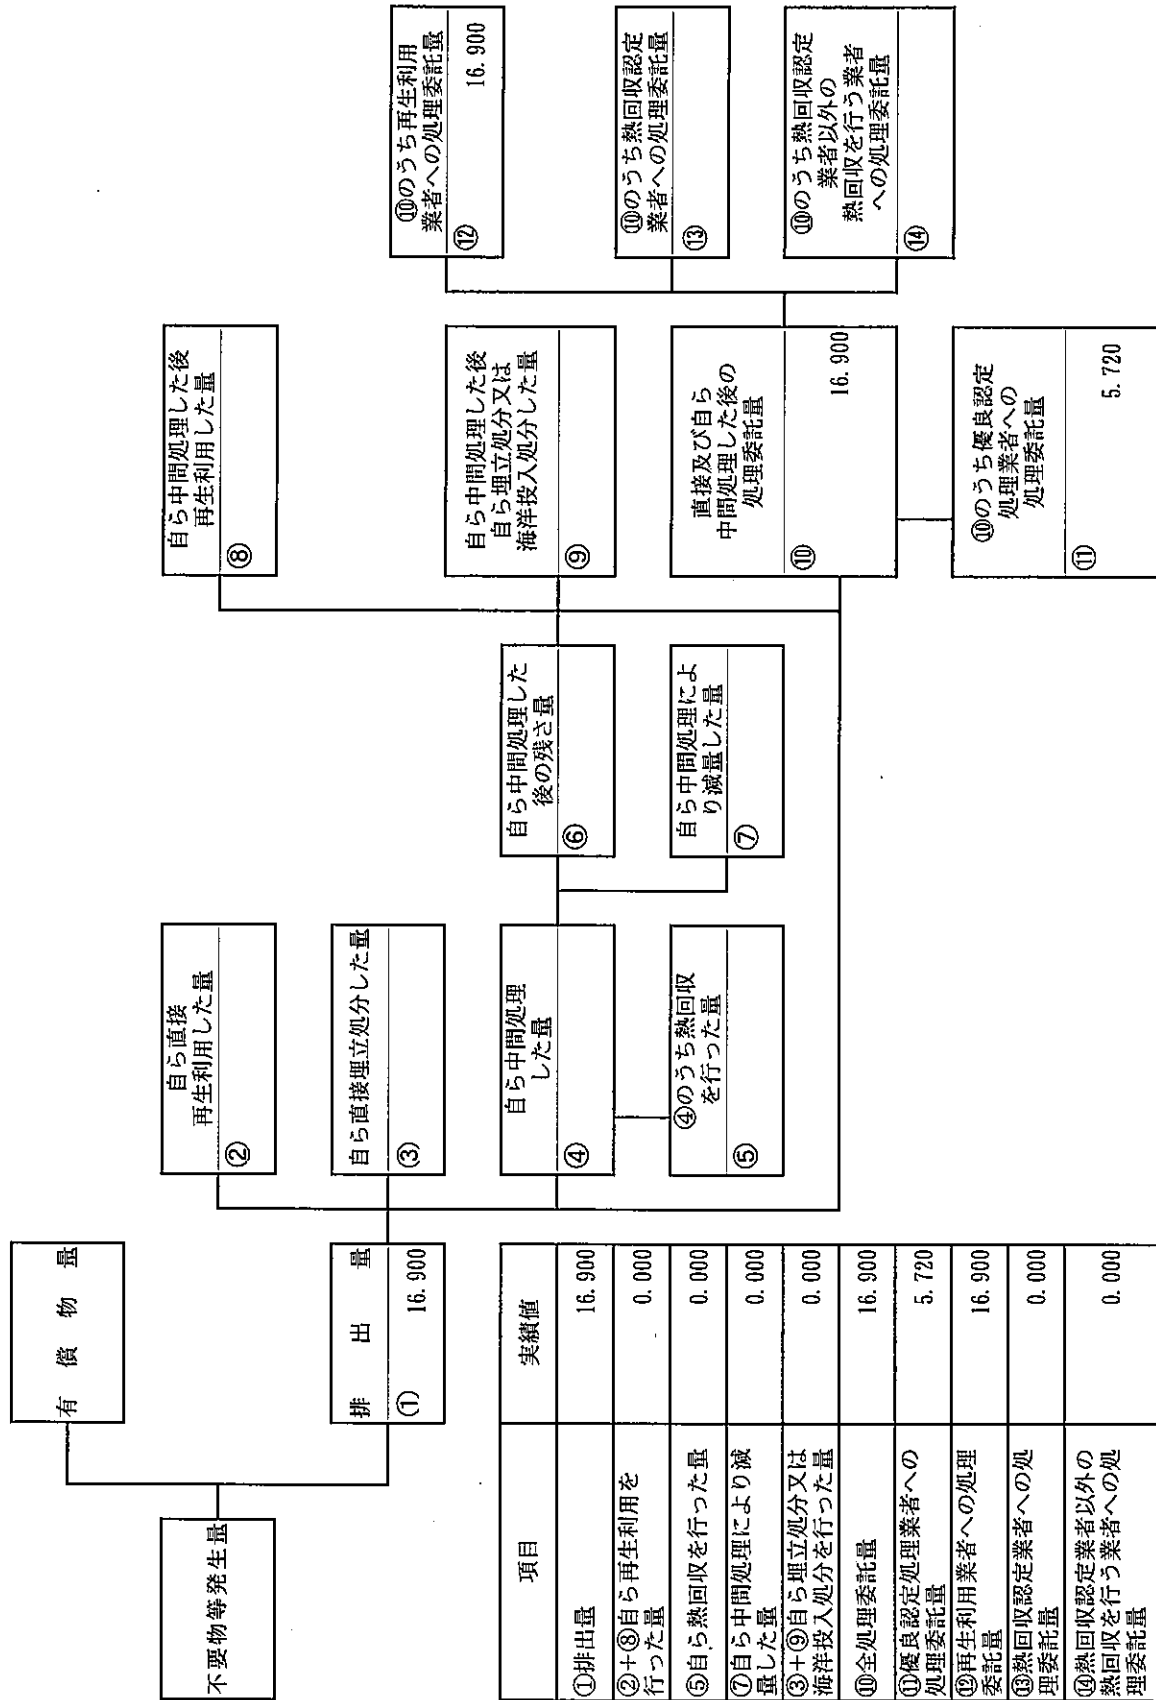 不要物等発生量
有償物量
排出量
①
16.900
自ら直接
再生利用した量
②
自ら直接埋立処分した量
③
自ら中間処理
した量
④
④のうち熱回収
を行った量
⑤
自ら中間処理した
後の残さ量
⑥
自ら中間処理によ
り減量した量
⑦
自ら中間処理した後
再生利用した量
⑧
自ら中間処理した後
自ら埋立処分又は
海洋投入処分した量
⑨
直接及び自ら
中間処理した後の
処理委託量
⑩
16.900
⑩のうち優良認定
処理業者への
処理委託量
⑪
5.720
⑩のうち再生利用
業者への処理委託量
⑫
16.900
⑩のうち熱回収認定
業者への処理委託量
⑬
⑩のうち熱回収認定
業者以外の
熱回収を行う業者
への処理委託量
⑭
項目 実績値
①排出量 16.900
②+⑧自ら再生利用を
行った量 0.000
⑤自ら熱回収を行った量 0.000
⑦自ら中間処理により減
量した量 0.000
③+⑨自ら埋立処分又は
海洋投入処分を行った量 0.000
⑩全処理委託量 16.900
⑪優良認定処理業者への
処理委託量 5.720
⑫再生利用業者への処理
委託量 16.900
⑬熱回収認定業者への処
理委託量 0.000
⑭熱回収認定業者以外の
熱回収を行う業者への処
理委託量 0.000